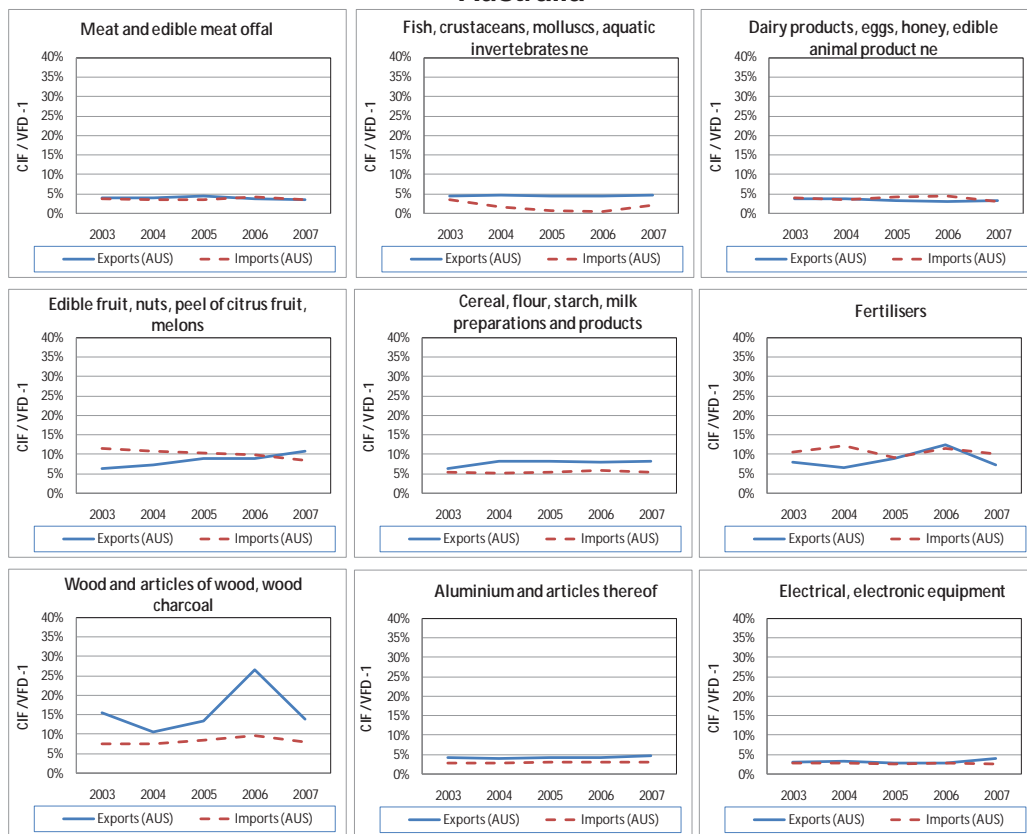 Australia
Meat and edible meat offal
CIF / VFD -1
40%
35%
30%
25%
20%
15%
10%
5%
0%
2003 2004 2005 2006 2007
Exports (AUS) Imports (AUS)
Fish, crustaceans, molluscs, aquatic
invertebrates ne
CIF / VFD -1
40%
35%
30%
25%
20%
15%
10%
5%
0%
2003 2004 2005 2006 2007
Exports (AUS) Imports (AUS)
Dairy products, eggs, honey, edible
animal product ne
CIF / VFD -1
40%
35%
30%
25%
20%
15%
10%
5%
0%
2003 2004 2005 2006 2007
Exports (AUS) Imports (AUS)
Edible fruit, nuts, peel of citrus fruit,
melons
CIF / VFD -1
40%
35%
30%
25%
20%
15%
10%
5%
0%
2003 2004 2005 2006 2007
Exports (AUS) Imports (AUS)
Cereal, flour, starch, milk
preparations and products
CIF / VFD -1
40%
35%
30%
25%
20%
15%
10%
5%
0%
2003 2004 2005 2006 2007
Exports (AUS) Imports (AUS)
Fertilisers
CIF / VFD -1
40%
35%
30%
25%
20%
15%
10%
5%
0%
2003 2004 2005 2006 2007
Exports (AUS) Imports (AUS)
Wood and articles of wood, wood
charcoal
CIF /VFD -1
40%
35%
30%
25%
20%
15%
10%
5%
0%
2003 2004 2005 2006 2007
Exports (AUS) Imports (AUS)
Aluminium and articles thereof
CIF / VFD -1
40%
35%
30%
25%
20%
15%
10%
5%
0%
2003 2004 2005 2006 2007
Exports (AUS) Imports (AUS)
Electrical, electronic equipment
CIF / VFD -1
40%
35%
30%
25%
20%
15%
10%
5%
0%
2003 2004 2005 2006 2007
Exports (AUS) Imports (AUS)